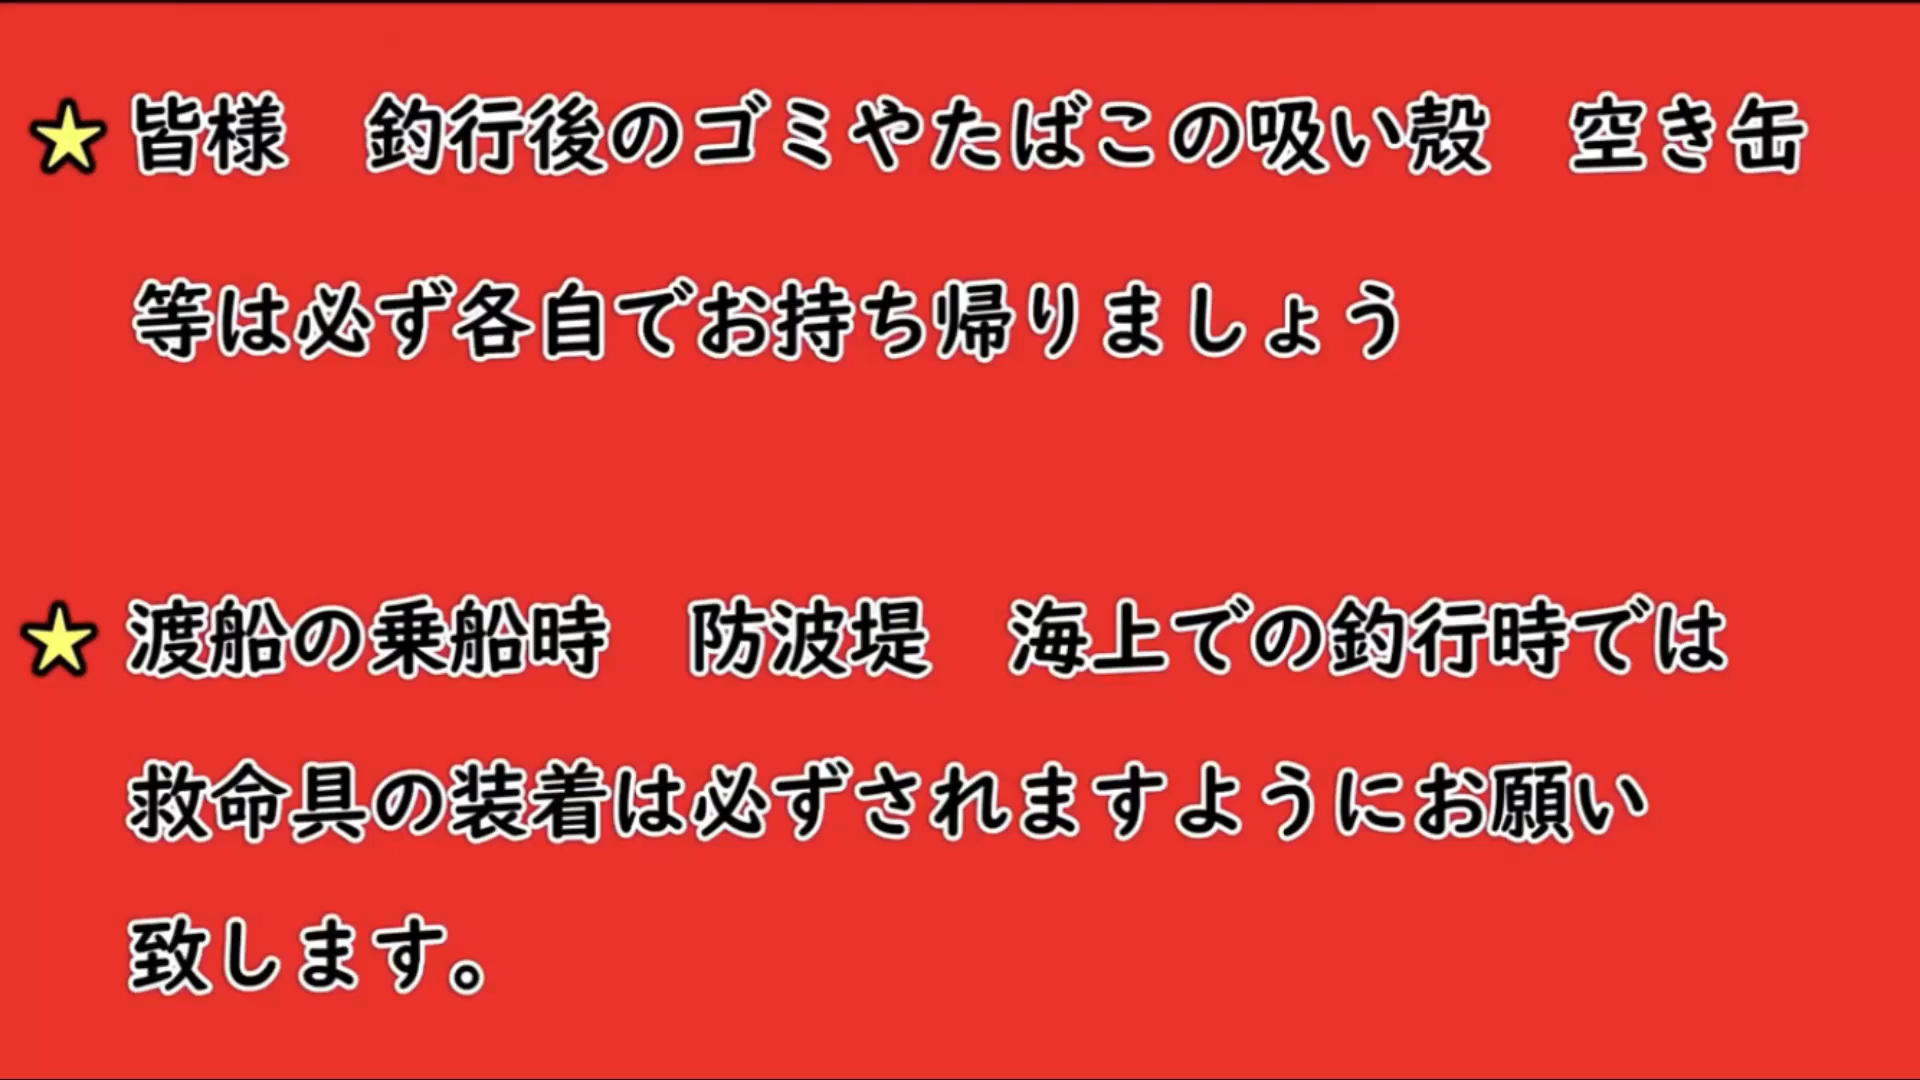 ★皆様　釣行後のゴミやたばこの吸い殻　空き缶
等は必ず各自でお持ち帰りましょう
★渡船の乗船時　防波堤　海上での釣行時では
救命具の装着は必ずされますようにお願い
致します。